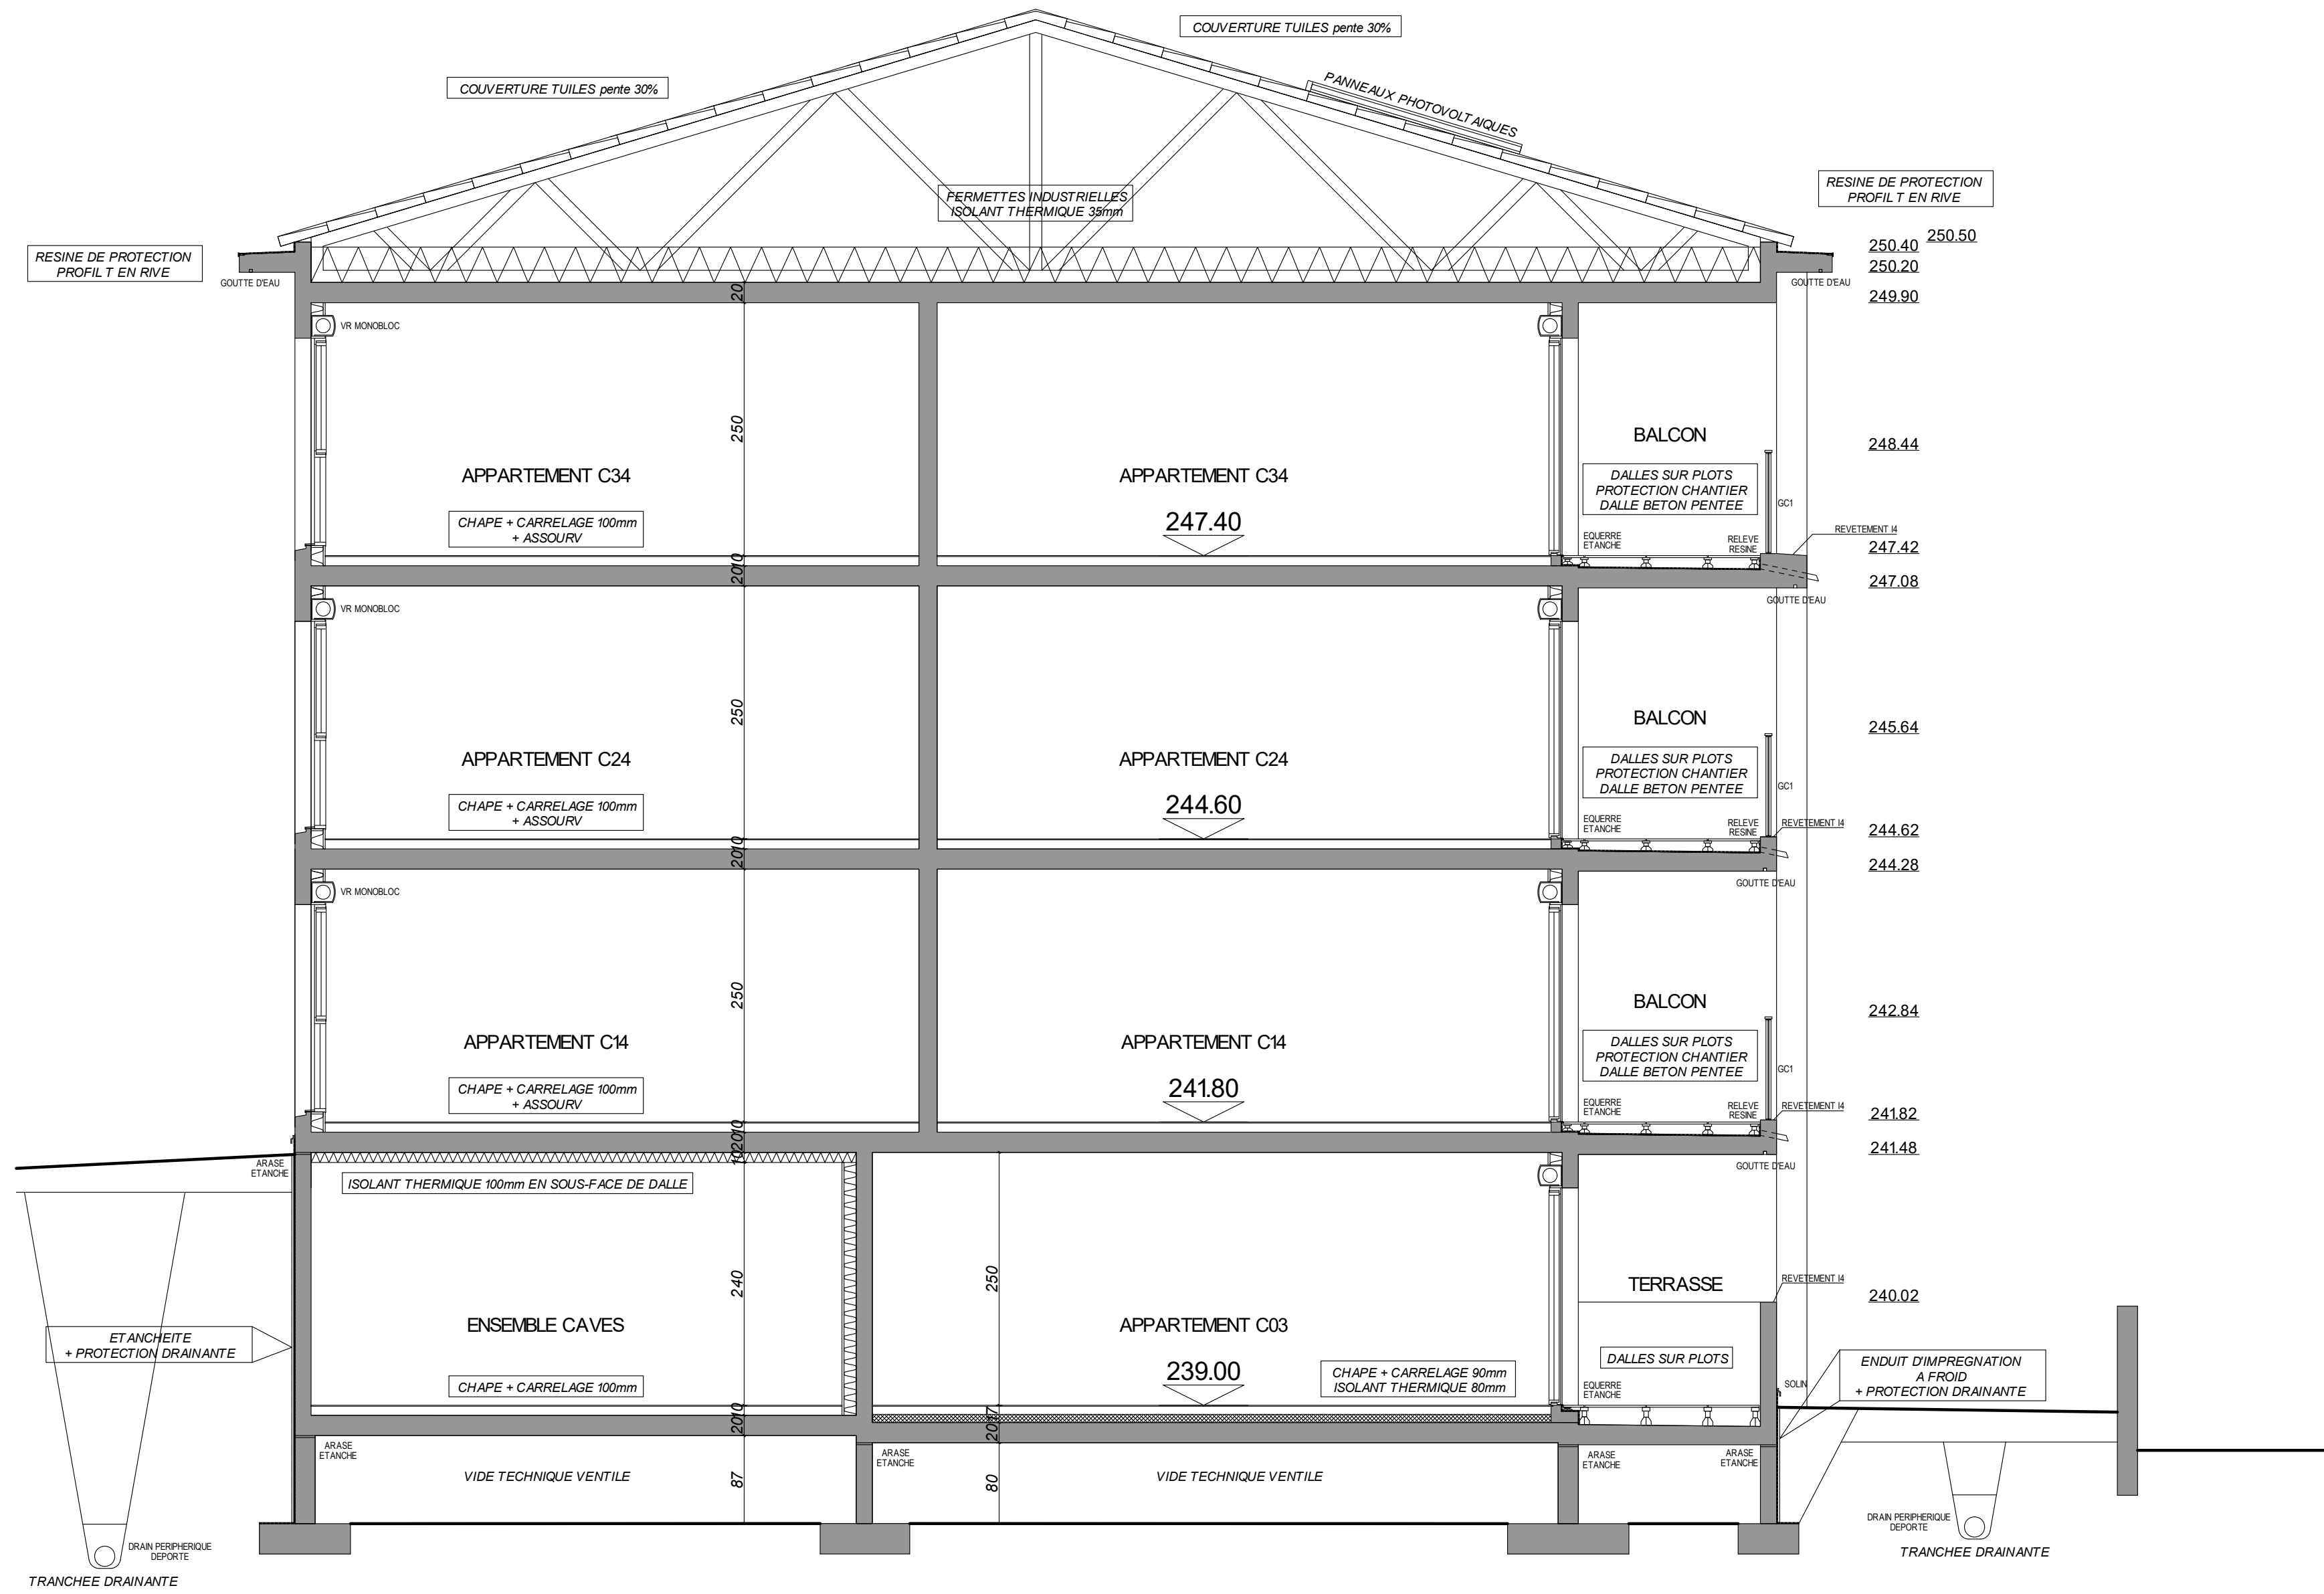 COUVERTURE TUILES pente 30%
COUVERTURE TUILES pente 30%
PANNEAUX PHOTOVOLTAIQUES
FERMETTES INDUSTRIELLES
ISOLANT THERMIQUE 35mm
RESINE DE PROTECTION
PROFIL T EN RIVE
RESINE DE PROTECTION
PROFIL T EN RIVE
250.50
250.40
250.20
249.90
GOUTTE D'EAU
GOUTTE D'EAU
20
VR MONOBLOC
250
APPARTEMENT C34
CHAPE + CARRELAGE 100mm
+ ASSOURV
APPARTEMENT C34
247.40
BALCON
DALLES SUR PLOTS
PROTECTION CHANTIER
DALLE BETON PENTEE
EQUERRE
ETANCHE
RELEVE
RESINE
GC1
REVETEMENT I4
248.44
247.42
247.08
GOUTTE D'EAU
2010
VR MONOBLOC
250
APPARTEMENT C24
CHAPE + CARRELAGE 100mm
+ ASSOURV
APPARTEMENT C24
244.60
BALCON
DALLES SUR PLOTS
PROTECTION CHANTIER
DALLE BETON PENTEE
EQUERRE
ETANCHE
RELEVE
RESINE
GC1
REVETEMENT I4
245.64
244.62
244.28
GOUTTE D'EAU
2010
VR MONOBLOC
250
APPARTEMENT C14
CHAPE + CARRELAGE 100mm
+ ASSOURV
APPARTEMENT C14
241.80
BALCON
DALLES SUR PLOTS
PROTECTION CHANTIER
DALLE BETON PENTEE
EQUERRE
ETANCHE
RELEVE
RESINE
GC1
REVETEMENT I4
242.84
241.82
241.48
GOUTTE D'EAU
102010
ARASE
ETANCHE
ISOLANT THERMIQUE 100mm EN SOUS-FACE DE DALLE
240
250
ENSEMBLE CAVES
CHAPE + CARRELAGE 100mm
APPARTEMENT C03
239.00
CHAPE + CARRELAGE 90mm
ISOLANT THERMIQUE 80mm
TERRASSE
DALLES SUR PLOTS
EQUERRE
ETANCHE
REVETEMENT I4
240.02
SOLIN
ETANCHEITE
+ PROTECTION DRAINANTE
ENDUIT D'IMPREGNATION
A FROID
+ PROTECTION DRAINANTE
2010
2017
ARASE
ETANCHE
ARASE
ETANCHE
ARASE
ETANCHE
ARASE
ETANCHE
VIDE TECHNIQUE VENTILE
87
80
VIDE TECHNIQUE VENTILE
DRAIN PERIPHERIQUE
DEPORTE
TRANCHEE DRAINANTE
DRAIN PERIPHERIQUE
DEPORTE
TRANCHEE DRAINANTE